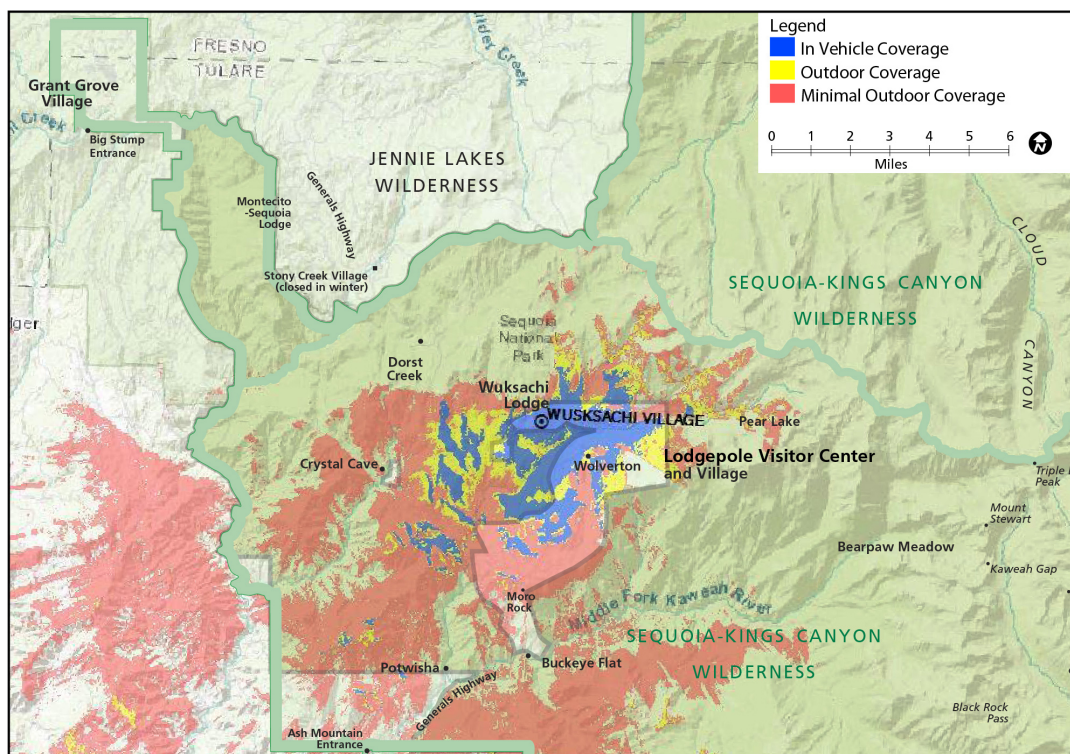 Legend
In Vehicle Coverage
Outdoor Coverage
Minimal Outdoor Coverage
0 1 2 3 4 5 6
Miles
N
FRESNO
TULARE
Grant Grove
Village
Creek
Big Stump
Entrance
Creek
JENNIE LAKES
WILDERNESS
Generals Highway
Montecito
-Sequoia
Lodge
Stony Creek Village
(closed in winter)
CLOUD
CANYON
SEQUOIA-KINGS CANYON
WILDERNESS
ger
Sequoia
National
Park
Dorst
Creek
Wuksachi
Lodge
WUSKSACHI VILLAGE
Pear Lake
Crystal Cave
Wolverton
Lodgepole Visitor Center
and Village
Triple
Peak
Mount
Stewart
Bearpaw Meadow
Kaweah Gap
Moro
Rock
Middle Fork Kaweah River
SEQUOIA-KINGS CANYON
WILDERNESS
Potwisha
Buckeye Flat
Generals Highway
Black Rock
Pass
Ash Mountain
Entrance